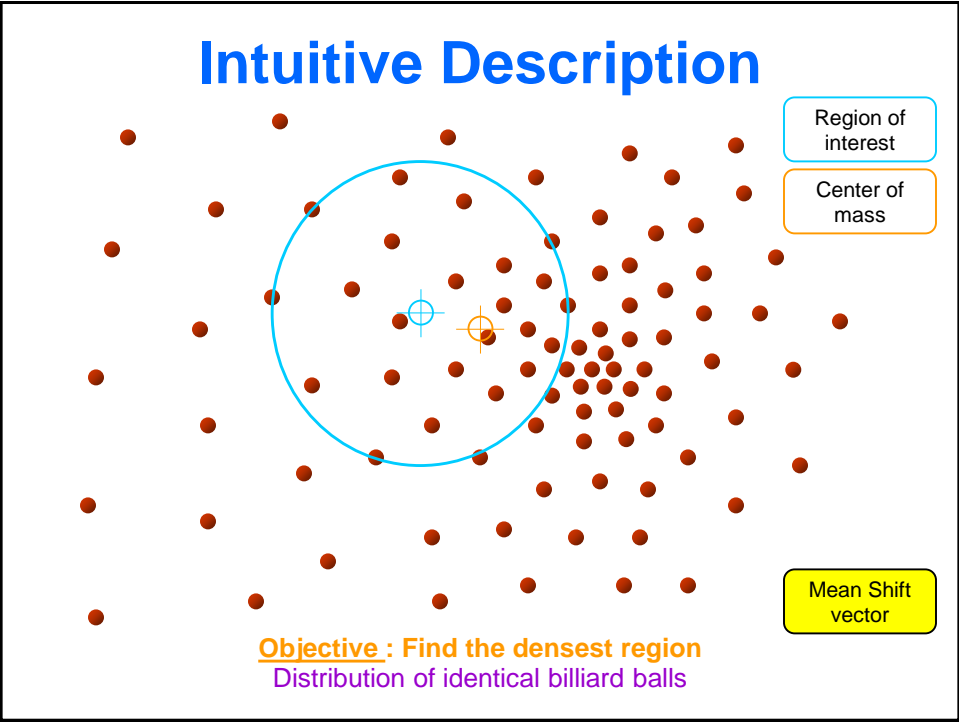 Intuitive Description
Region of
interest
Center of
mass
Mean Shift
vector
Objective : Find the densest region
Distribution of identical billiard balls